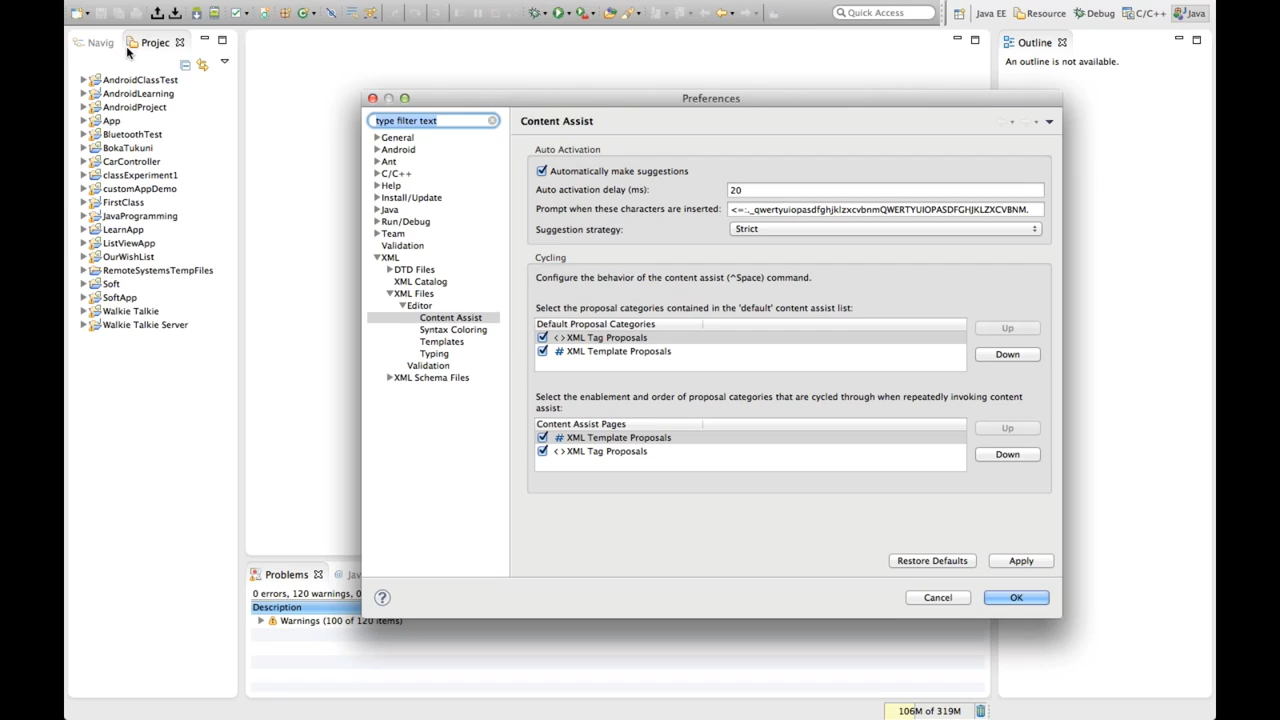 Quick Access
Java EE
Resource
Debug
C/C++
Java
Navig
Projec
AndroidClassTest
AndroidLearning
AndroidProject
App
BluetoothTest
BokaTukuni
CarController
classExperiment1
customAppDemo
FirstClass
JavaProgramming
LearnApp
ListViewApp
OurWishList
RemoteSystemsTempFiles
Soft
SoftApp
Walkie Talkie
Walkie Talkie Server
Preferences
type filter text
General
Android
Ant
C/C++
Help
Install/Update
Java
Run/Debug
Team
Validation
XML
DTD Files
XML Catalog
XML Files
Editor
Content Assist
Syntax Coloring
Templates
Typing
Validation
XML Schema Files
Content Assist
Auto Activation
Automatically make suggestions
Auto activation delay (ms):
20
Prompt when these characters are inserted:
<=:._qwertyuiopasdfghjklzxcvbnmQWERTYUIOPASDFGHJKLZXCVBNM.
Suggestion strategy:
Strict
Cycling
Configure the behavior of the content assist (^Space) command.
Select the proposal categories contained in the 'default' content assist list:
Default Proposal Categories
<> XML Tag Proposals
# XML Template Proposals
Up
Down
Select the enablement and order of proposal categories that are cycled through when repeatedly invoking content
assist:
Content Assist Pages
# XML Template Proposals
<> XML Tag Proposals
Up
Down
Restore Defaults
Apply
Cancel
OK
Outline
An outline is not available.
Problems
@ Jav
0 errors, 120 warnings, 0
Description
Warnings (100 of 120 items)
106M of 319M